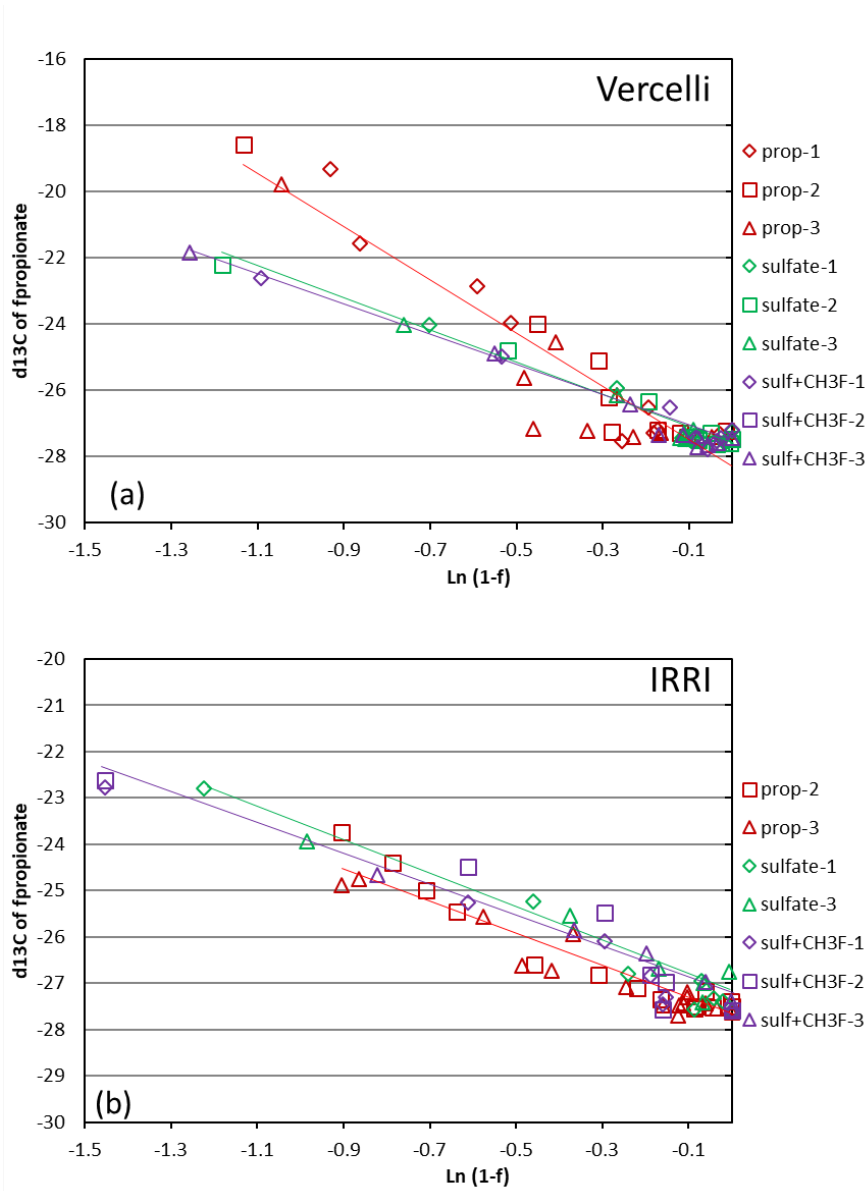 -16
-18
-20
-22
-24
-26
-28
-30
d13C of fpropionate
Vercelli
(a)
-1.5 -1.3 -1.1 -0.9 -0.7 -0.5 -0.3 -0.1
Ln (1-f)
prop-1
prop-2
prop-3
sulfate-1
sulfate-2
sulfate-3
sulf+CH3F-1
sulf+CH3F-2
sulf+CH3F-3
-20
-21
-22
-23
-24
-25
-26
-27
-28
-29
-30
d13C of fpropionate
IRRI
(b)
-1.5 -1.3 -1.1 -0.9 -0.7 -0.5 -0.3 -0.1
Ln (1-f)
prop-2
prop-3
sulfate-1
sulfate-3
sulf+CH3F-1
sulf+CH3F-2
sulf+CH3F-3